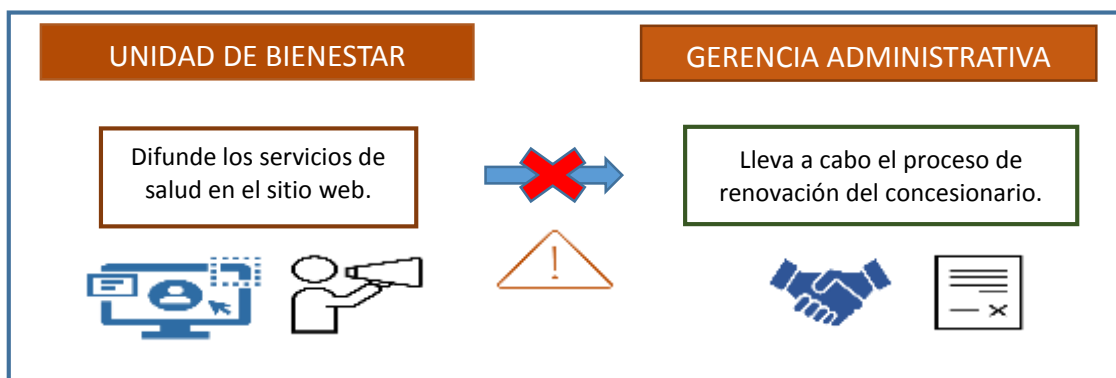 UNIDAD DE BIENESTAR
GERENCIA ADMINISTRATIVA
Difunde los servicios de
salud en el sitio web.
Lleva a cabo el proceso de
renovación del concesionario.
!